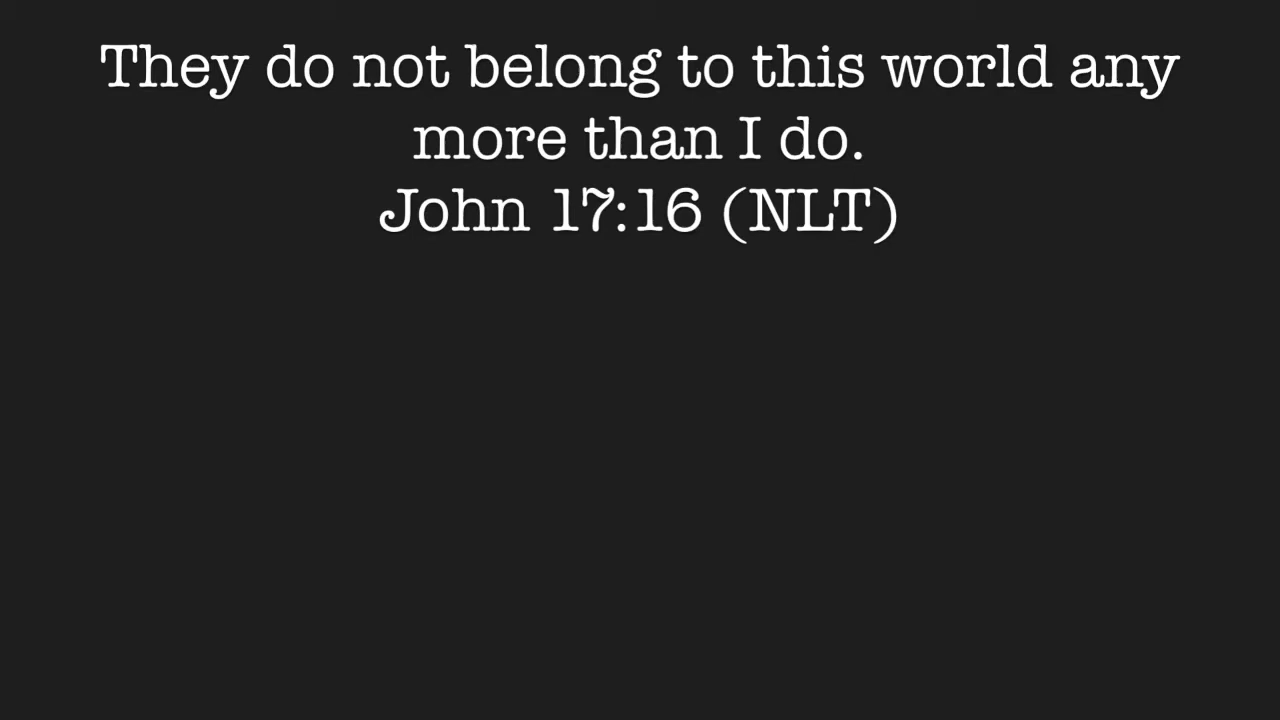 They do not belong to this world any
more than I do.
John 17:16 (NLT)